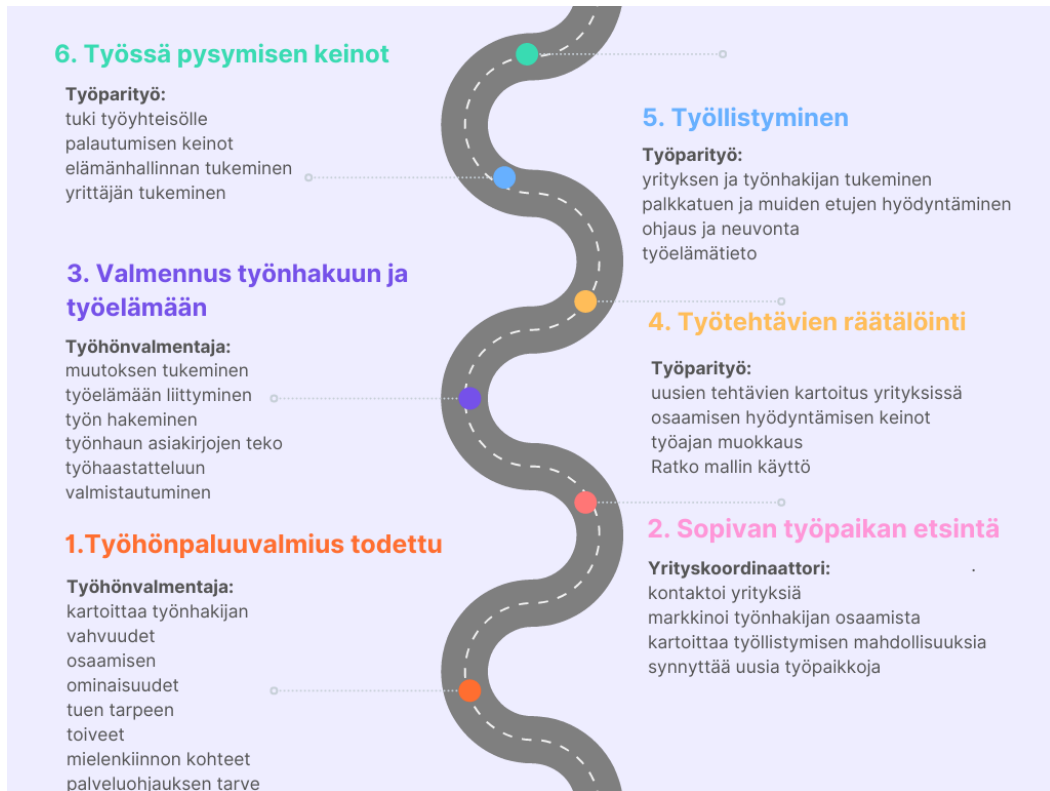 6. Työssä pysymisen keinot
Työparityö:
tuki työyhteisölle
palautumisen keinot
elämänhallinnan tukeminen
yrittäjän tukeminen
5. Työllistyminen
Työparityö:
yrityksen ja työnhakijan tukeminen
palkkatuen ja muiden etujen hyödyntäminen
ohjaus ja neuvonta
työelämätieto
3. Valmennus työnhakuun ja
työelämään
Työhönvalmentaja:
muutoksen tukeminen
työelämään liittyminen
työn hakeminen
työnhaun asiakirjojen teko
työhaastatteluun
valmistautuminen
4. Työtehtävien räätälöinti
Työparityö:
uusien tehtävien kartoitus yrityksissä
osaamisen hyödyntämisen keinot
työajan muokkaus
Ratko mallin käyttö
1.Työhönpaluuvalmius todettu
Työhönvalmentaja:
kartoittaa työnhakijan
vahvuudet
osaamisen
ominaisuudet
tuen tarpeen
toiveet
mielenkiinnon kohteet
palveluohjauksen tarve
2. Sopivan työpaikan etsintä
Yrityskoordinaattori:
kontaktoi yrityksiä
markkinoi työnhakijan osaamista
kartoittaa työllistymisen mahdollisuuksia
synnyttää uusia työpaikkoja